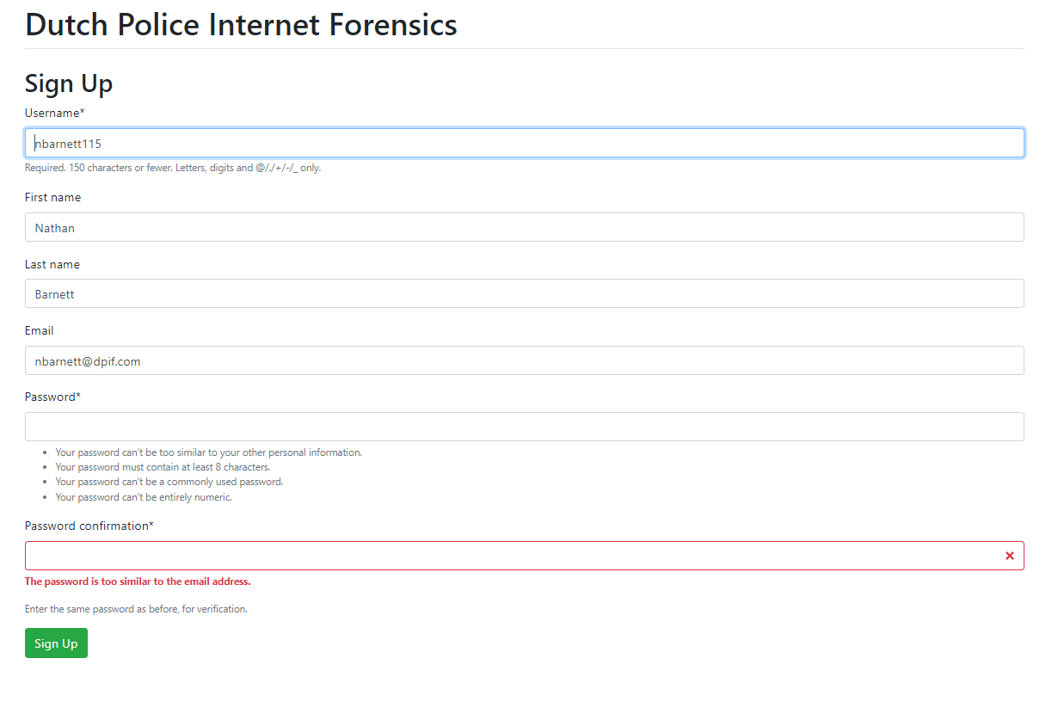 Dutch Police Internet Forensics
Sign Up
Username*
nbarnett115
Required. 150 characters or fewer. Letters, digits and @/./+/-/_ only.
First name
Nathan
Last name
Barnett
Email
nbarnett@dpif.com
Password*
Your password can't be too similar to your other personal information.
Your password must contain at least 8 characters.
Your password can't be a commonly used password.
Your password can't be entirely numeric.
Password confirmation*
The password is too similar to the email address.
Enter the same password as before, for verification.
Sign Up